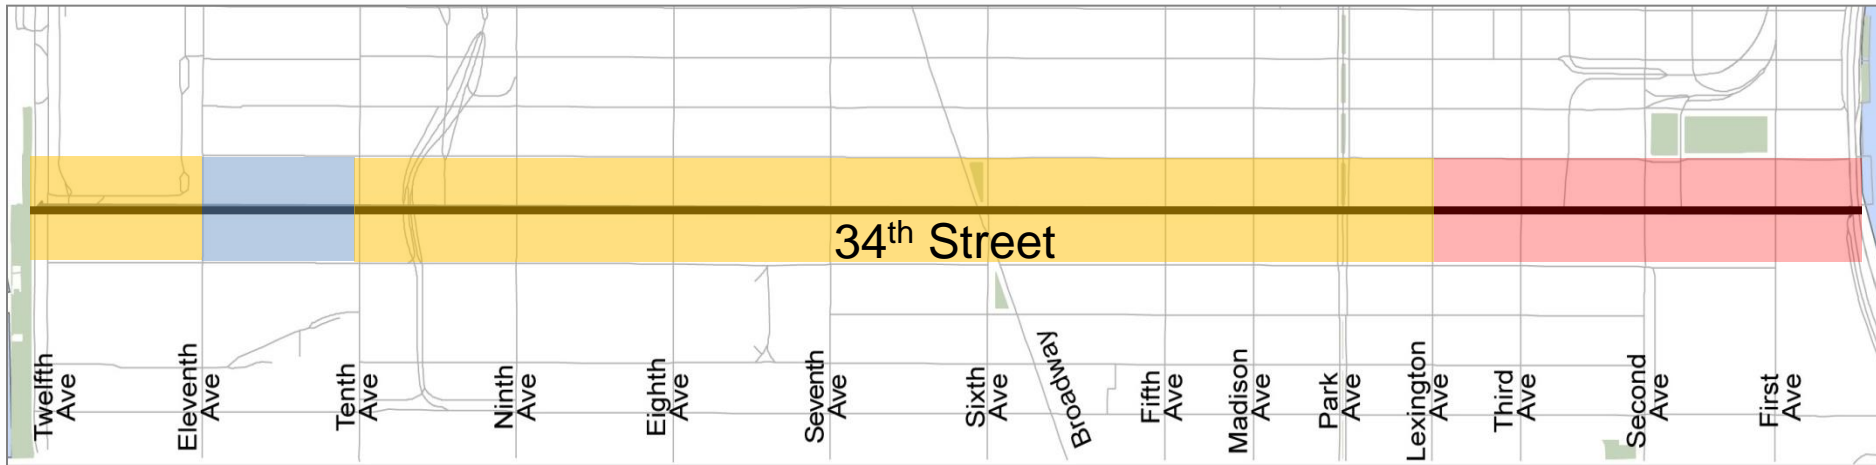 34th Street
Twelfth
Ave
Eleventh
Ave
Tenth
Ave
Ninth
Ave
Eighth
Ave
Seventh
Ave
Sixth
Ave
Broadway
Fifth
Ave
Madison
Ave
Park
Ave
Lexington
Ave
Third
Ave
Second
Ave
First
Ave